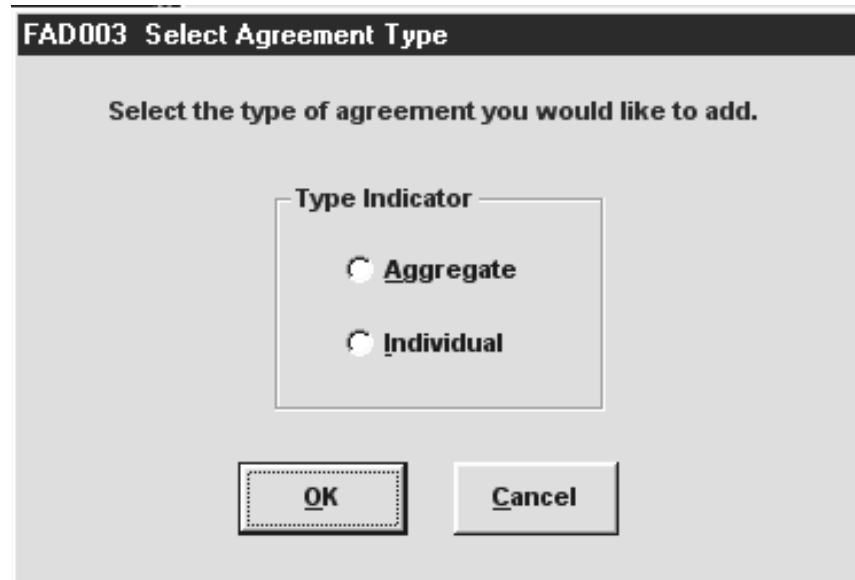 FAD003 Select Agreement Type
Select the type of agreement you would like to add.
Type Indicator
Aggregate
Individual
OK
Cancel